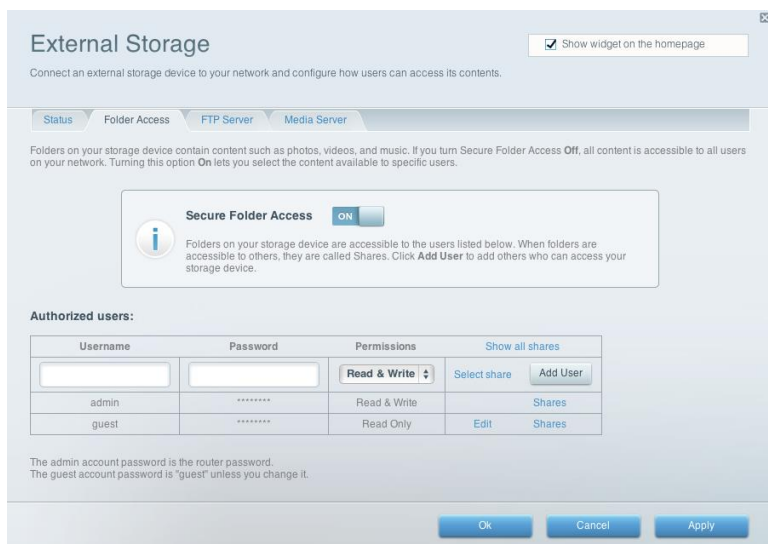 External Storage
Show widget on the homepage
Connect an external storage device to your network and configure how users can access its contents.
Status Folder Access FTP Server Media Server
Folders on your storage device contain content such as photos, videos, and music. If you turn Secure Folder Access Off, all content is accessible to all users
on your network. Turning this option On lets you select the content available to specific users.
Secure Folder Access ON
i
Folders on your storage device are accessible to the users listed below. When folders are
accessible to others, they are called Shares. Click Add User to add others who can access your
storage device.
Authorized users:
Username Password Permissions Show all shares
Read & Write Select share Add User
admin ******** Read & Write Shares
guest ******** Read Only Edit Shares
The admin account password is the router password.
The guest account password is "guest" unless you change it.
Ok Cancel Apply